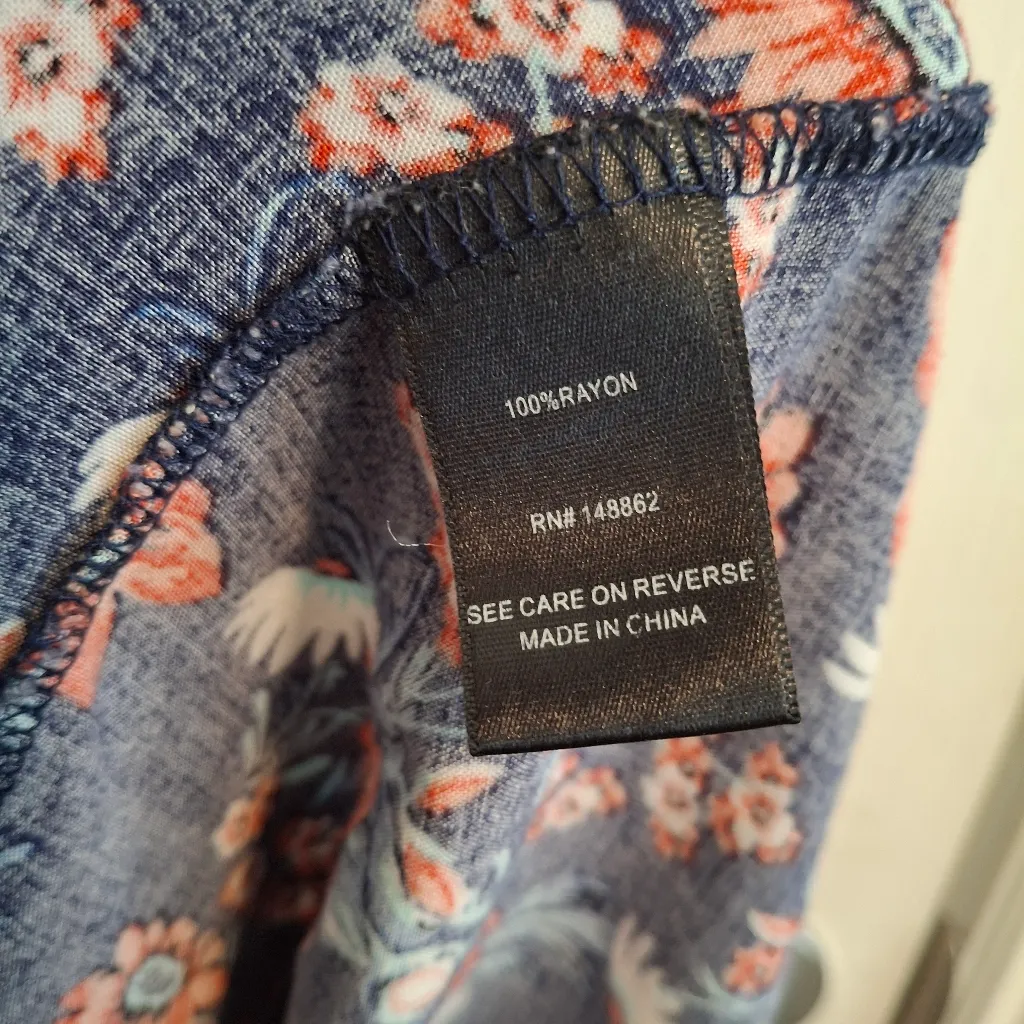 100%RAYON
RN# 148862
SEE CARE ON REVERSE
MADE IN CHINA